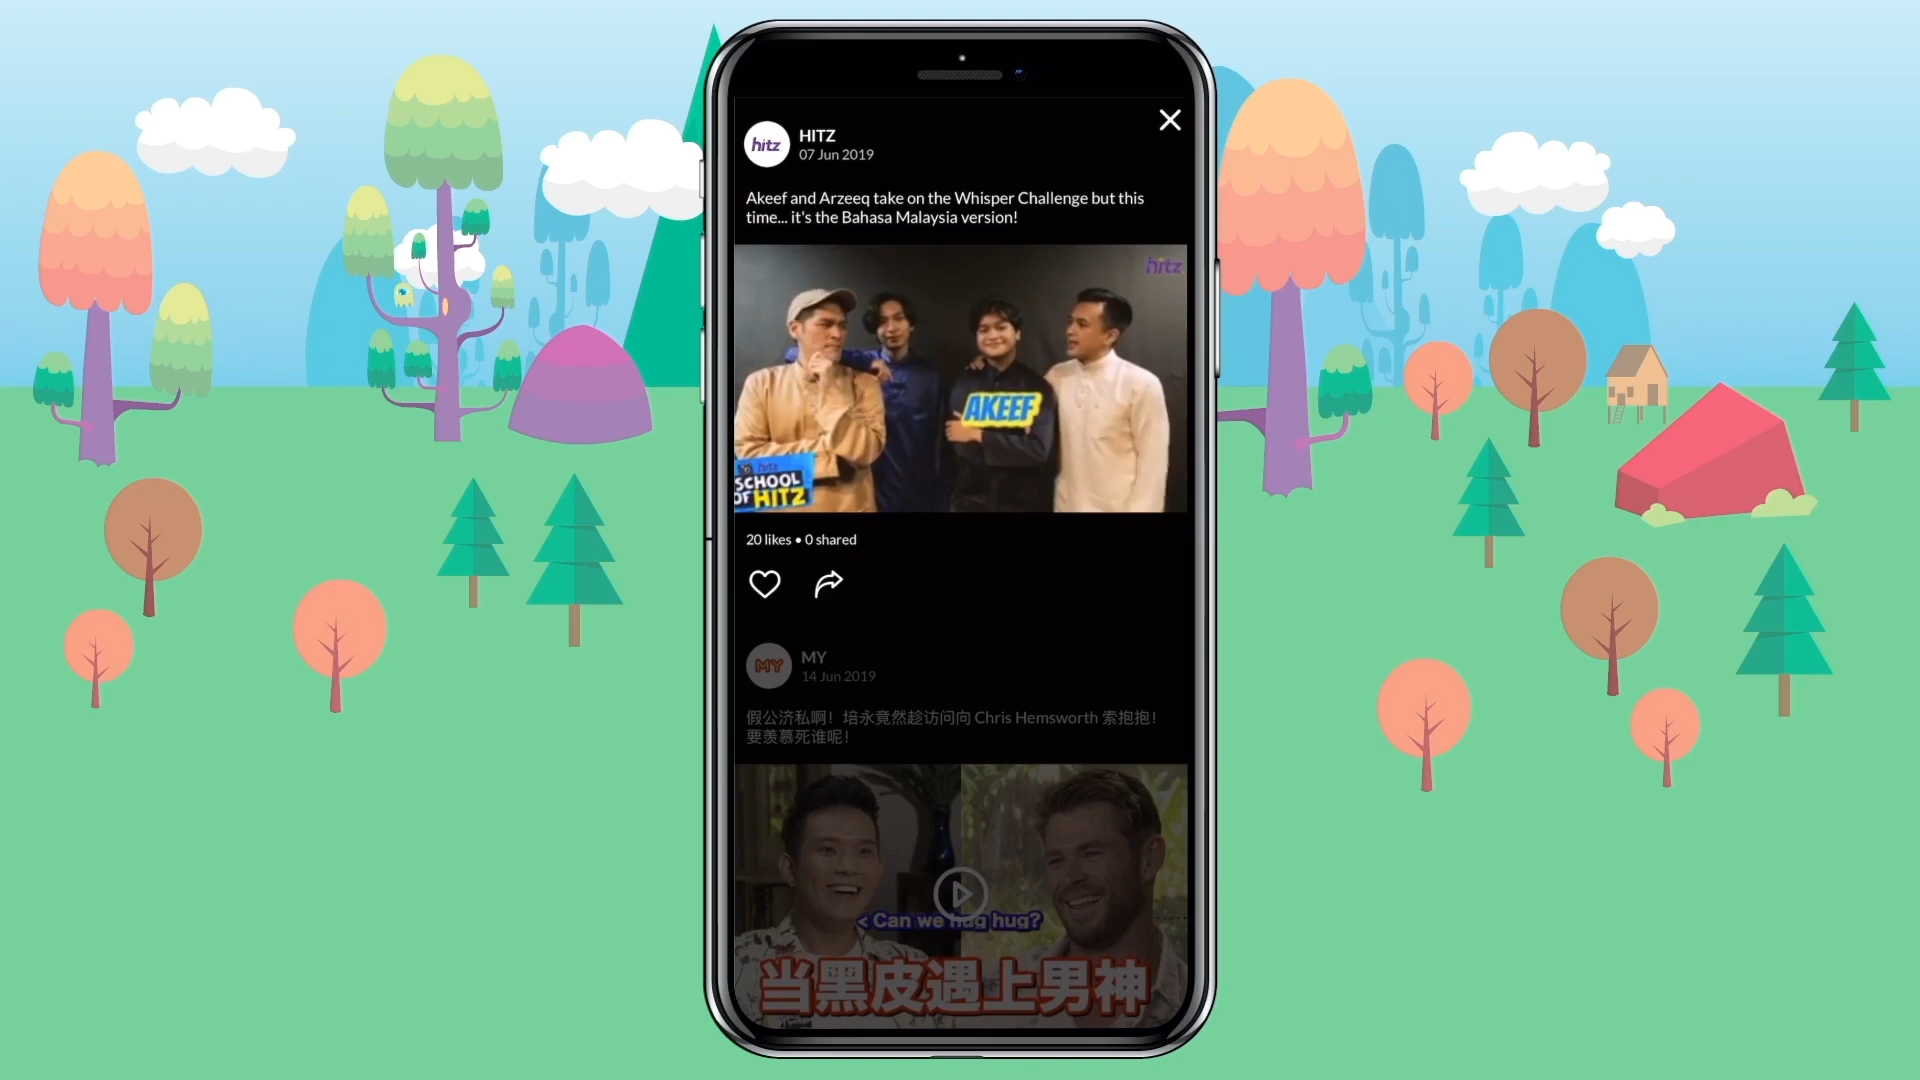 hitz
HITZ
07 Jun 2019
Akeef and Arzeeq take on the Whisper Challenge but this
time... it's the Bahasa Malaysia version!
hitz
AKEEF
hitz
SCHOOL
OF HITZ
20 likes • 0 shared
MY
MY
14 Jun 2019
假公济私啊！培永竟然趁访问向 Chris Hemsworth 索抱抱！
要羡慕死谁呢！
< Can we hug hug?
当黑皮遇上男神